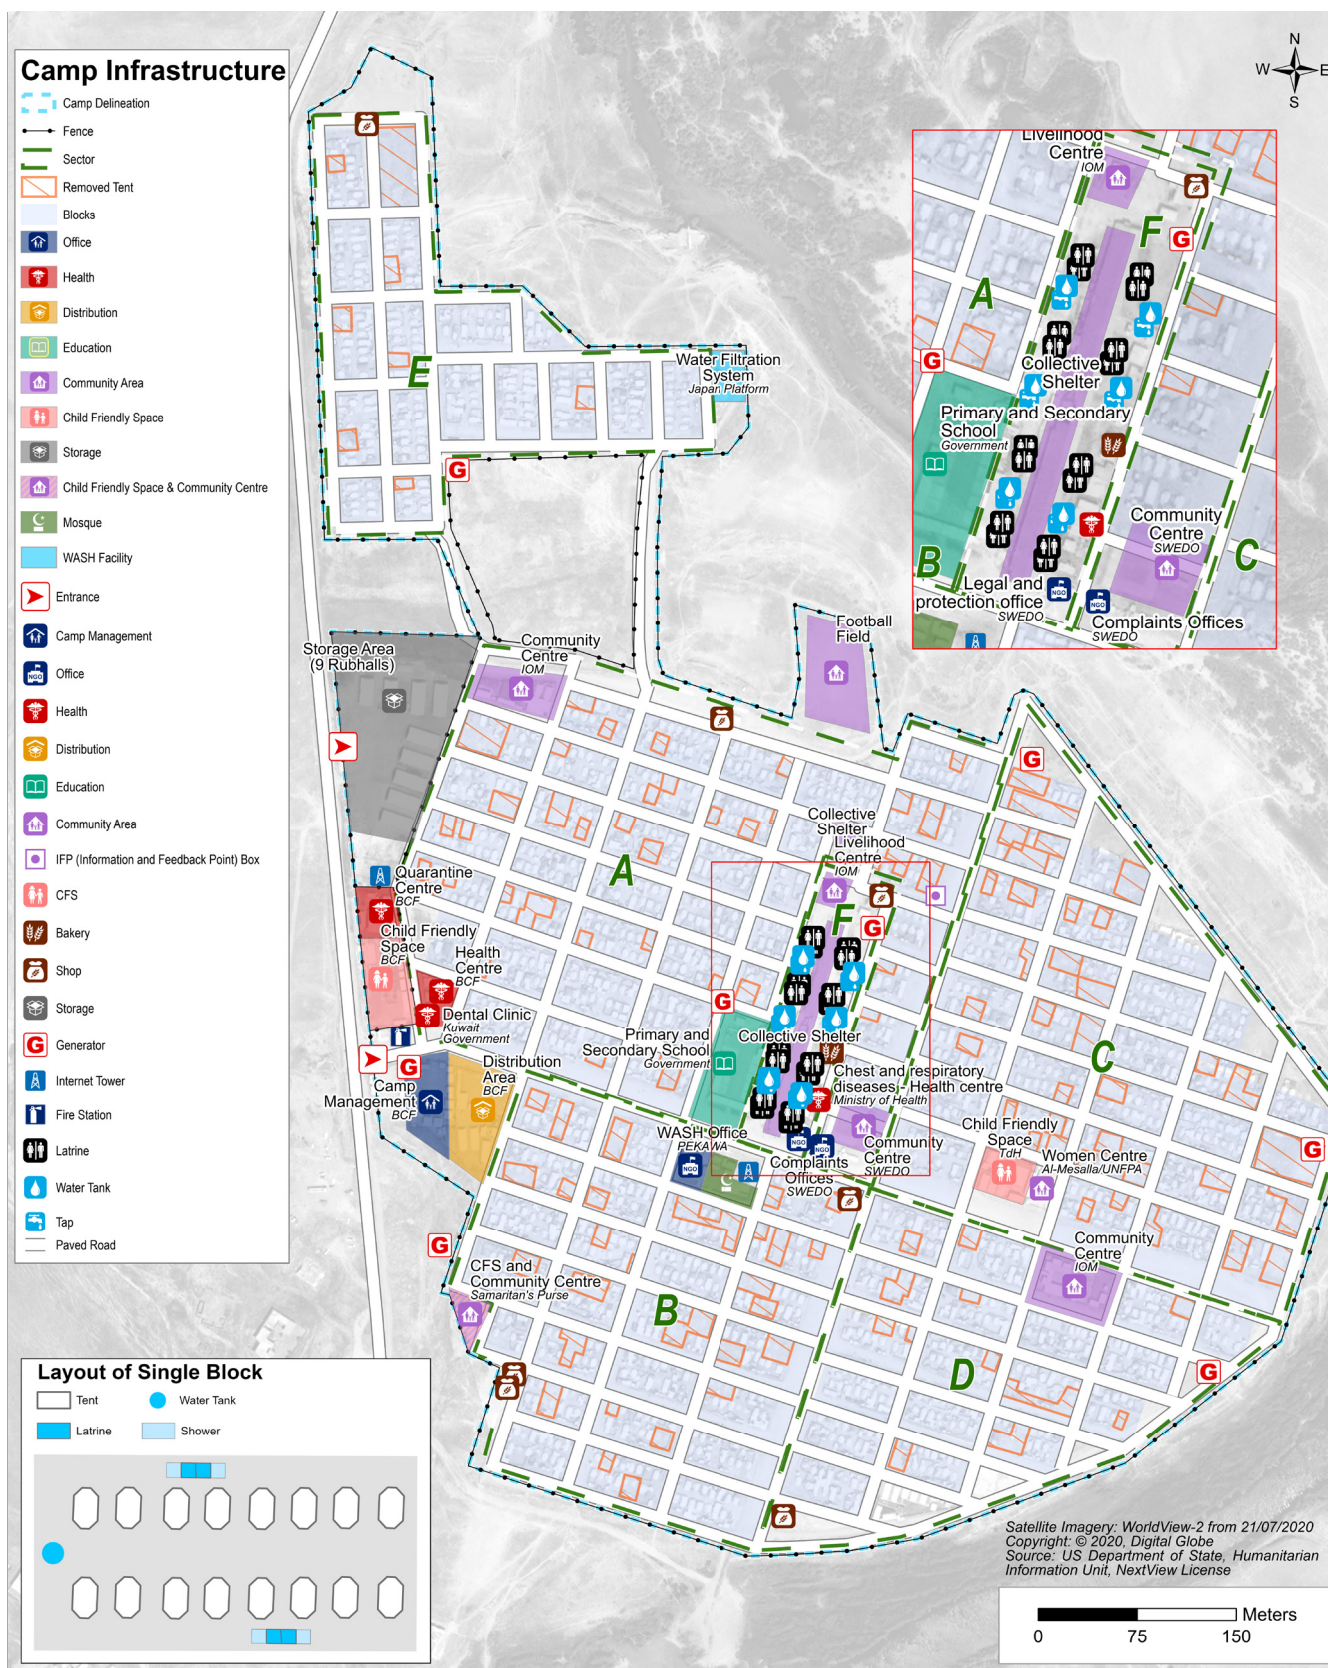 N
W
E
S
Camp Infrastructure
Camp Delineation
Fence
Sector
Removed Tent
Blocks
Office
Health
Distribution
Education
Community Area
Child Friendly Space
Storage
Child Friendly Space & Community Centre
Mosque
WASH Facility
Entrance
Camp Management
NGO
Office
Health
Distribution
Education
Community Area
IFP (Information and Feedback Point) Box
CFS
Bakery
Shop
Storage
G
Generator
Internet Tower
Fire Station
Latrine
Water Tank
Tap
Paved Road
Livelihood
Centre
IOM
F
G
A
G
Collective
Shelter
Primary and Secondary
School
Government
Community
Centre
SWEDO
C
B
Legal and
protection office
SWEDO
NGO
NGO
Complaints Offices
SWEDO
E
Water Filtration
System
Japan Platform
G
Storage Area
(9 Rubhalls)
Community
Centre
IOM
Football
Field
G
Collective
Shelter
Livelihood
Centre
IOM
A
F
G
Quarantine
Centre
BCF
Child Friendly
Space
BCF
Health
Centre
BCF
Dental Clinic
Kuwait
Government
G
Primary and
Secondary School
Government
Collective Shelter
C
G
Camp
Management
BCF
Distribution
Area
BCF
Chest and respiratory
diseases - Health centre
Ministry of Health
WASH Office
PEKAWA
NGO
NGO
NGO
Complaints
Offices
SWEDO
Community
Centre
SWEDO
Child Friendly
Space
TdH
Women Centre
Al-Mesalla/UNFPA
G
G
Community
Centre
IOM
CFS and
Community Centre
Samaritan's Purse
B
D
G
Layout of Single Block
Tent
Water Tank
Latrine
Shower
Satellite Imagery: WorldView-2 from 21/07/2020
Copyright: © 2020, Digital Globe
Source: US Department of State, Humanitarian
Information Unit, NextView License
Meters
0 75 150